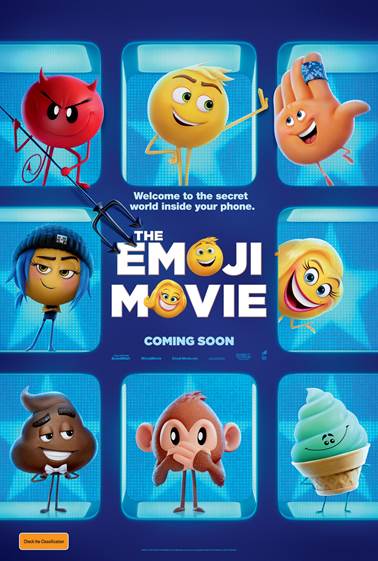 Welcome to the secret
world inside your phone.
THE
EMOJI
MOVIE
COMING SOON
Check the Classification